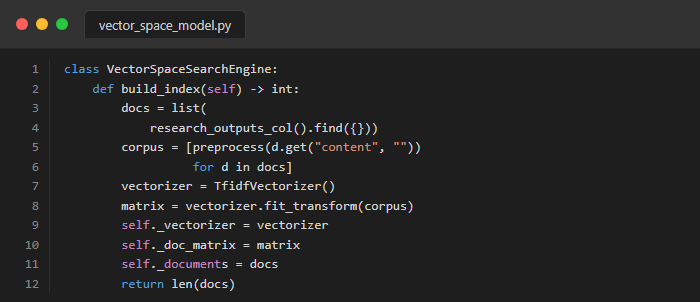 vector_space_model.py
1 class VectorSpaceSearchEngine:
2     def build_index(self) -> int:
3         docs = list(
4             research_outputs_col().find({}))
5         corpus = [preprocess(d.get("content", ""))
6                   for d in docs]
7         vectorizer = TfidfVectorizer()
8         matrix = vectorizer.fit_transform(corpus)
9         self._vectorizer = vectorizer
10         self._doc_matrix = matrix
11         self._documents = docs
12         return len(docs)